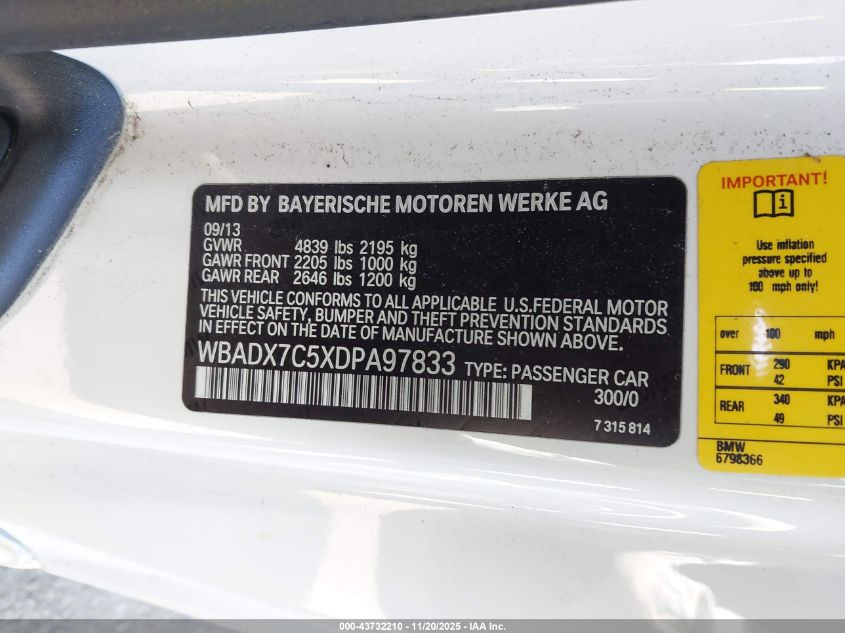 MFD BY BAYERISCHE MOTOREN WERKE AG
09/13
GVWR 4839 lbs 2195 kg
GAWR FRONT 2205 lbs 1000 kg
GAWR REAR 2646 lbs 1200 kg
THIS VEHICLE CONFORMS TO ALL APPLICABLE U.S.FEDERAL MOTOR
VEHICLE SAFETY, BUMPER AND THEFT PREVENTION STANDARDS
IN EFFECT ON THE DATE OF MANUFACTURE SHOWN ABOVE.
WBADX7C5XDPA97833 TYPE: PASSENGER CAR
300/0
7 315 814
IMPORTANT!
Use inflation
pressure specified
above up to
100 mph only!
over 100 mph
FRONT 290 KPA
42 PSI
REAR 340 KPA
49 PSI
BMW
6798366
000-43732210 - 11/20/2025 - IAA Inc.